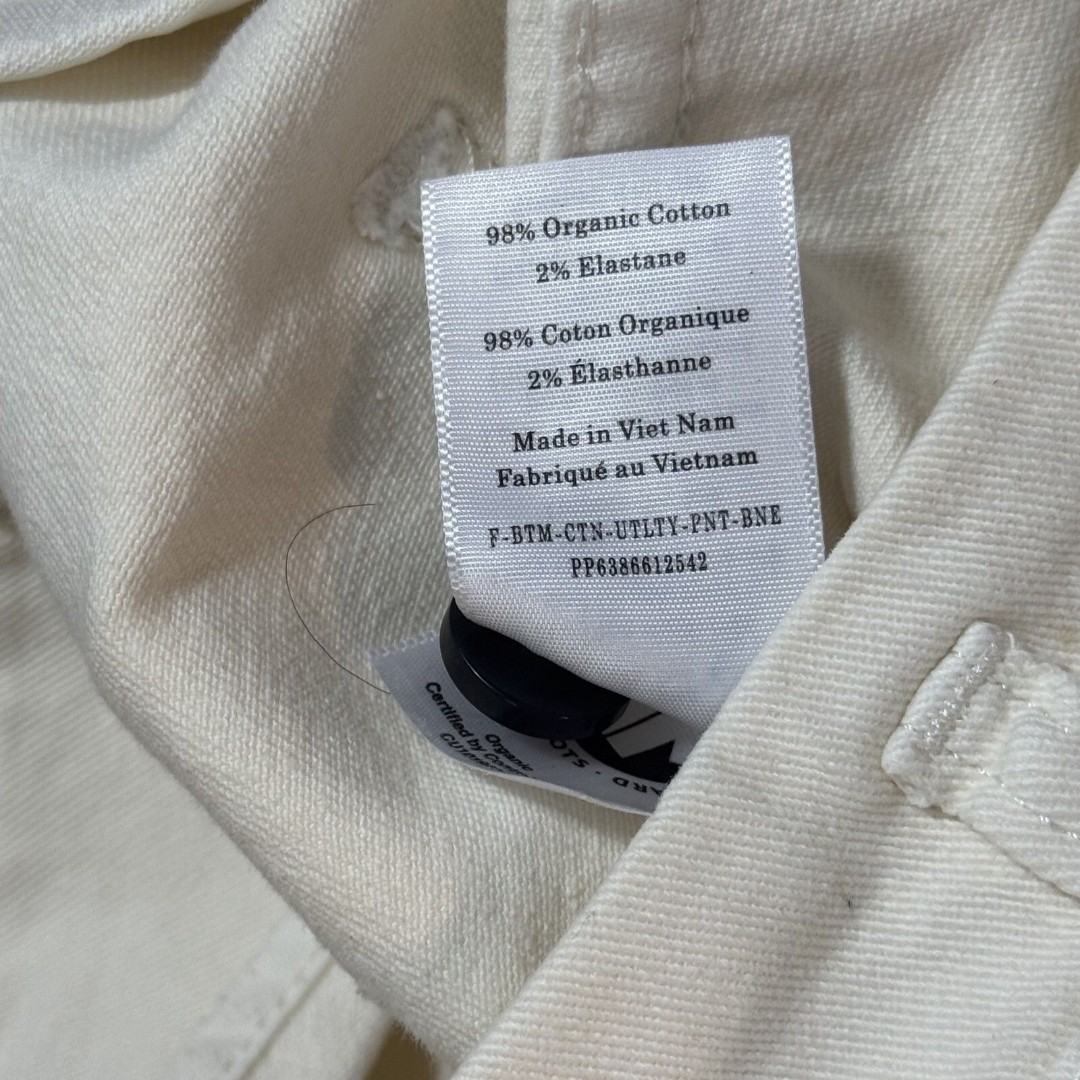 98% Organic Cotton
2% Elastane
98% Coton Organique
2% Élasthanne
Made in Viet Nam
Fabriqué au Vietnam
F-BTM-CTN-UTLTY-PNT-BNE
PP6386612542
Organic
Certified by